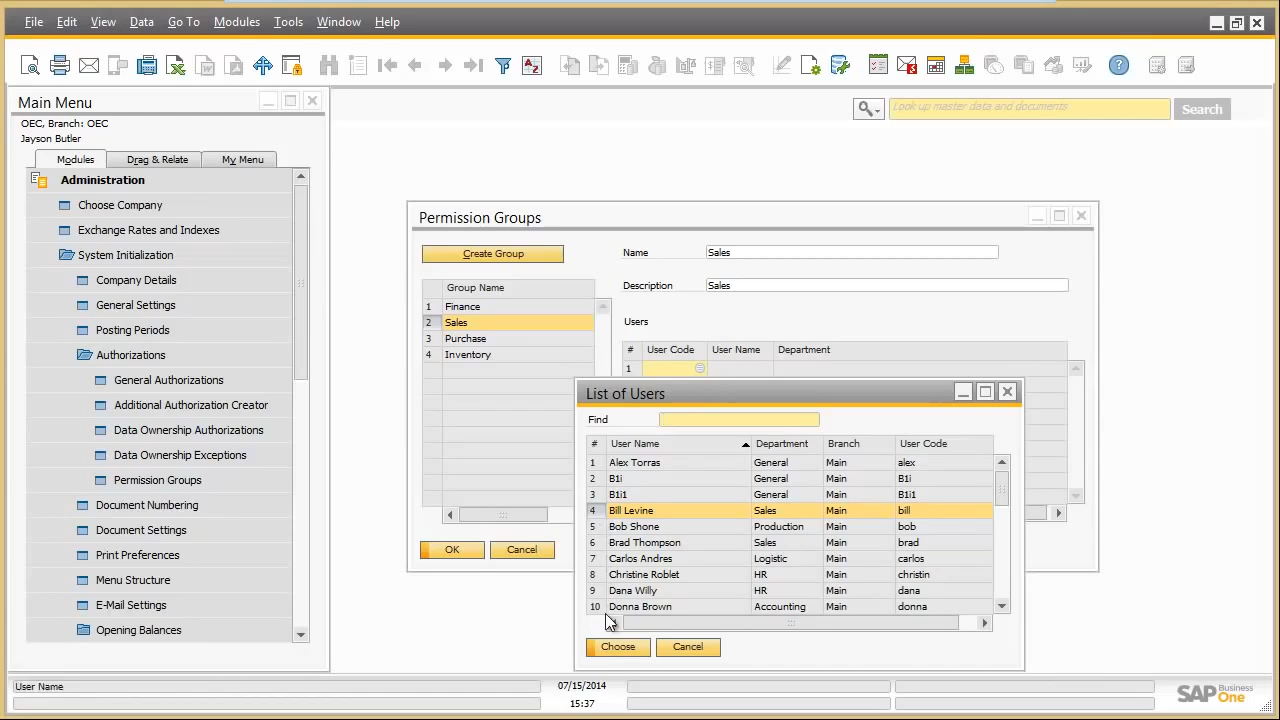 File Edit View Data Go To Modules Tools Window Help
Main Menu
OEC, Branch: OEC
Jayson Butler
Modules Drag & Relate My Menu
Administration
Choose Company
Exchange Rates and Indexes
System Initialization
Company Details
General Settings
Posting Periods
Authorizations
General Authorizations
Additional Authorization Creator
Data Ownership Authorizations
Data Ownership Exceptions
Permission Groups
Document Numbering
Document Settings
Print Preferences
Menu Structure
E-Mail Settings
Opening Balances
Look up master data and documents
Search
Permission Groups
Create Group
Name Sales
Description Sales
Group Name
1 Finance
2 Sales
3 Purchase
4 Inventory
Users
# User Code User Name Department
1
OK Cancel
List of Users
Find
# User Name Department Branch User Code
1 Alex Torras General Main alex
2 B1i General Main B1i
3 B1i1 General Main B1i1
4 Bill Levine Sales Main bill
5 Bob Shone Production Main bob
6 Brad Thompson Sales Main brad
7 Carlos Andres Logistic Main carlos
8 Christine Roblet HR Main christin
9 Dana Willy HR Main dana
10 Donna Brown Accounting Main donna
Choose Cancel
User Name
07/15/2014
15:37
SAP Business One